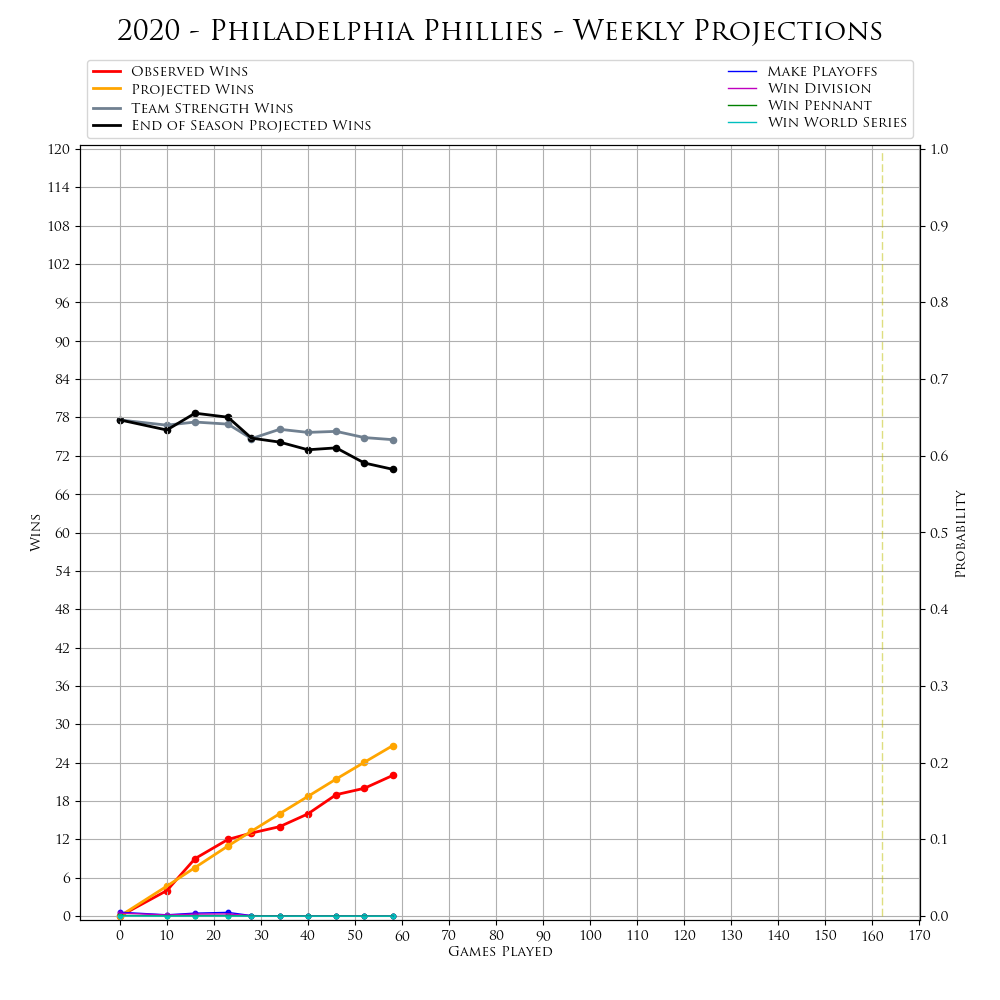 2020 - Philadelphia Phillies - Weekly Projections
Observed Wins
Projected Wins
Team Strength Wins
End of Season Projected Wins
Make Playoffs
Win Division
Win Pennant
Win World Series
120
114
108
102
96
90
84
78
72
66
60
54
48
42
36
30
24
18
12
6
0
Wins
1.0
0.9
0.8
0.7
0.6
0.5
0.4
0.3
0.2
0.1
0.0
Probability
0 10 20 30 40 50 60 70 80 90 100 110 120 130 140 150 160 170
Games Played